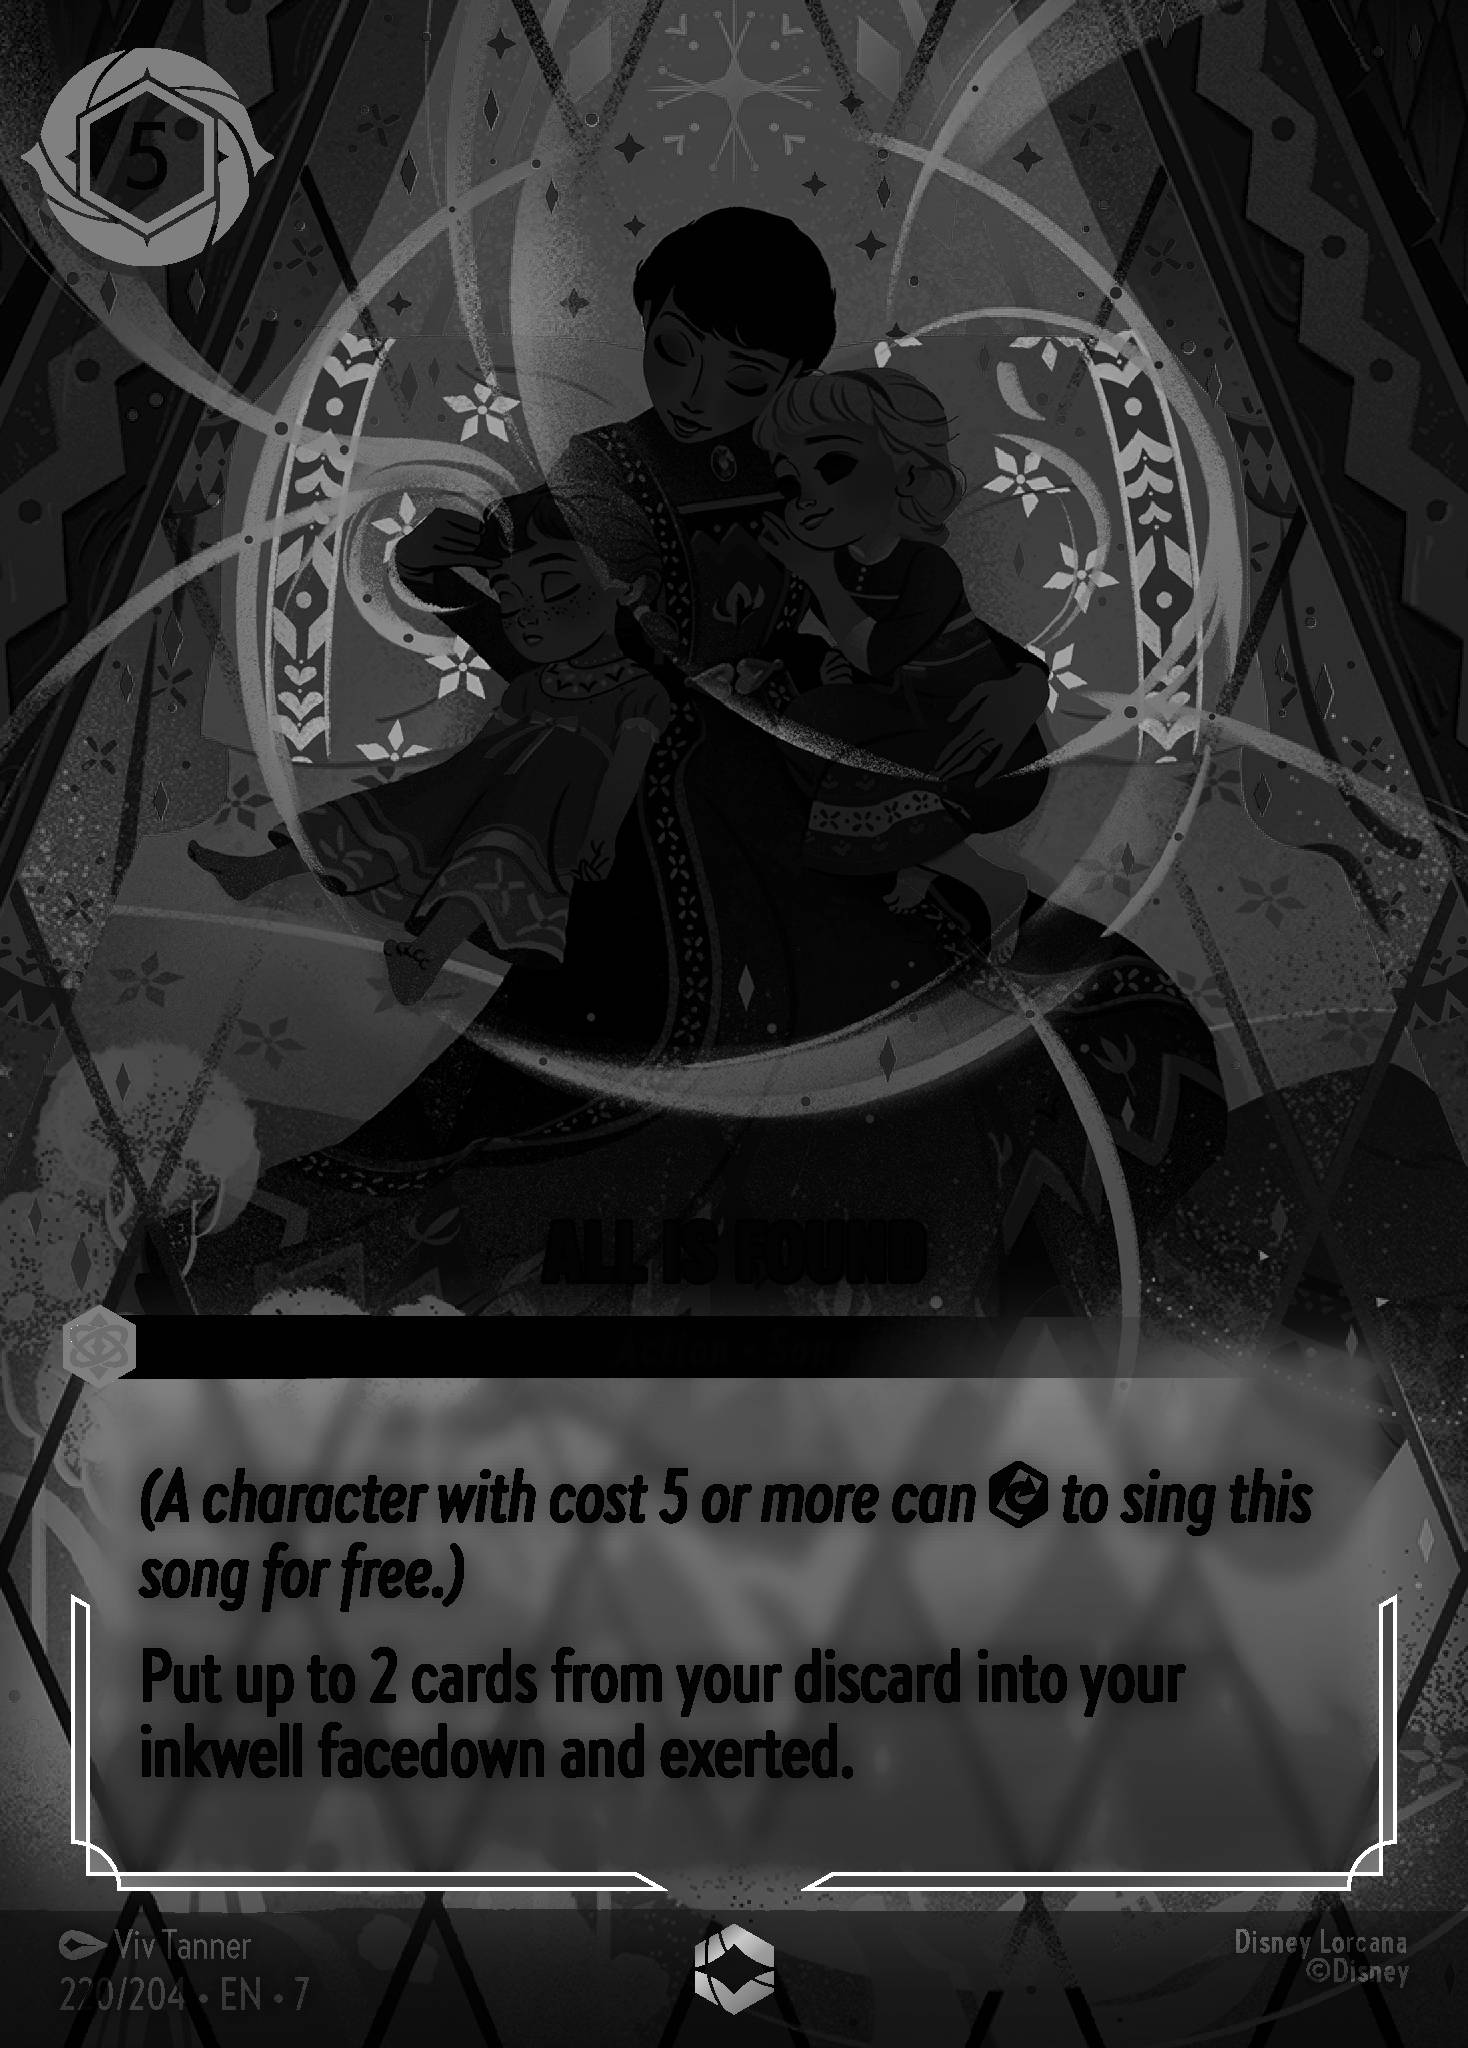 5
ALL IS FOUND
Action • Song
(A character with cost 5 or more can to sing this
song for free.)
Put up to 2 cards from your discard into your
inkwell facedown and exerted.
Viv Tanner
Disney Lorcana
220/204 • EN • 7
©Disney